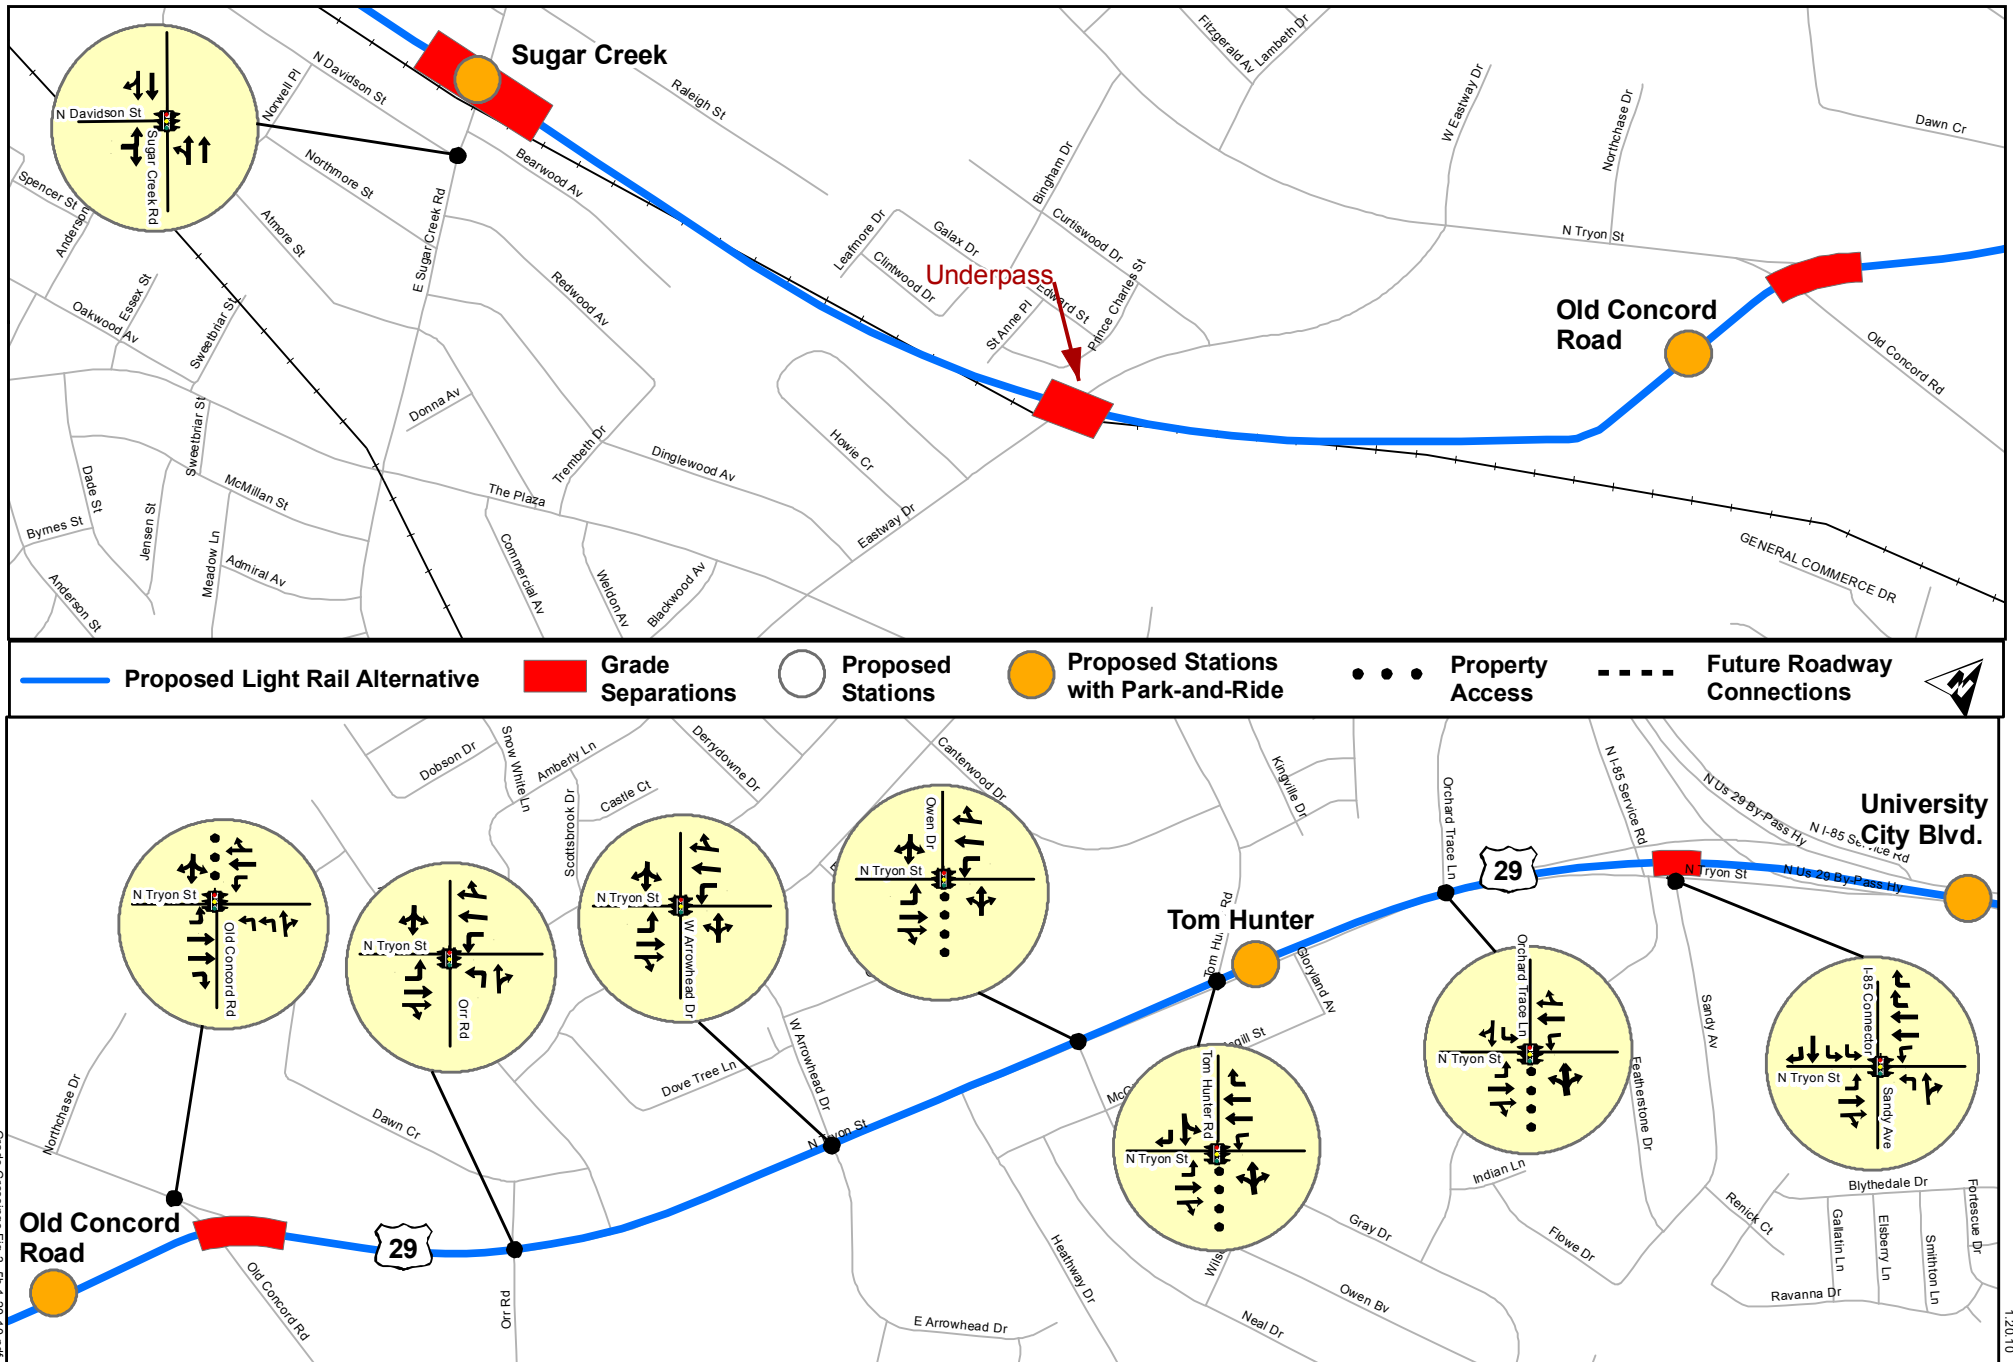 Sugar Creek
N Davidson St
Norwell Pl
Raleigh St
Fitzgerald Av
Lambeth Dr
W Eastway Dr
Northchase Dr
Dawn Cr
N Davidson St
Sugar Creek Rd
Spencer St
Anderson
Northmore St
Bearwood Av
Atmore St
E Sugar Creek Rd
Bingham Dr
Curtiswood Dr
Leafmore Dr
Galax Dr
Clintwood Dr
Underpass
Edward St
St Anne Pl
Prince Charles St
N Tryon St
Old Concord
Road
Old Concord Rd
Essex St
Oakwood Av
Sweetbriar St
Redwood Av
Donna Av
Sweetbriar St
Trembeth Dr
Dinglewood Av
Howie Cr
Dade St
McMillan St
The Plaza
Eastway Dr
Byrnes St
Jensen St
Meadow Ln
Admiral Av
Anderson St
Commercial Av
Weldon Av
Blackwood Av
GENERAL COMMERCE DR
Proposed Light Rail Alternative
Grade
Separations
Proposed
Stations
Proposed Stations
with Park-and-Ride
Property
Access
Future Roadway
Connections
N
Dobson Dr
Snow White Ln
Amberly Ln
Derrydowne Dr
Scottsbrook Dr
Castle Ct
Canterwood Dr
Kingville Dr
Orchard Trace Ln
N I-85 Service Rd
N Us 29 By-Pass Hy
N I-85 Service Rd
University
City Blvd.
29
N Tryon St
N Us 29 By-Pass Hy
N Tryon St
Old Concord Rd
N Tryon St
Orr Rd
N Tryon St
W Arrowhead Dr
Owen Dr
N Tryon St
Tom Hunter
Gloryland Av
Orchard Trace Ln
N Tryon St
I-85 Connector
N Tryon St
Sandy Ave
Tom Hunter Rd
N Tryon St
Sandy Av
Featherstone Dr
Northchase Dr
Dawn Cr
Dove Tree Ln
W Arrowhead Dr
N Tryon St
Old Concord
Road
29
Old Concord Rd
Orr Rd
E Arrowhead Dr
Heathway Dr
Neal Dr
Owen Bv
Gray Dr
Indian Ln
Flowe Dr
Renick Ct
Blythedale Dr
Gallatin Ln
Elsberry Ln
Smithton Ln
Fortescue Dr
Ravanna Dr
1.20.10